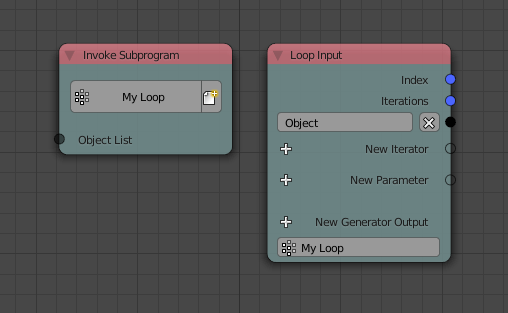 Invoke Subprogram
My Loop
Object List
Loop Input
Index
Iterations
Object
New Iterator
New Parameter
New Generator Output
My Loop